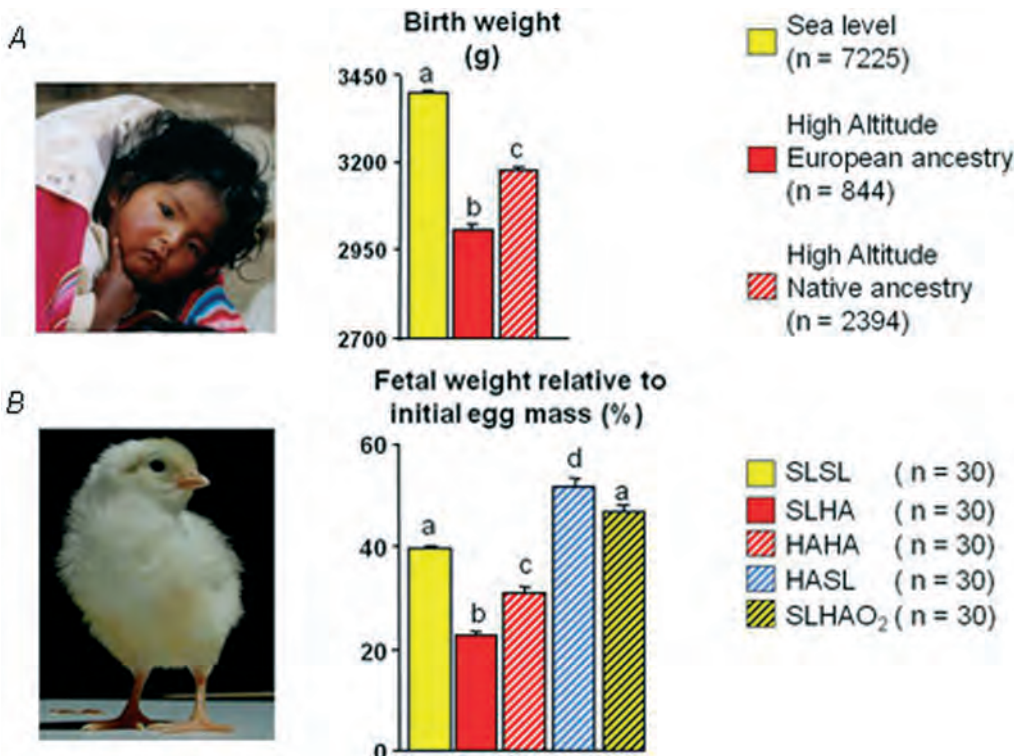 A
Birth weight
(g)
3450
3200
2950
2700
a
b
c
Sea level
(n = 7225)
High Altitude
European ancestry
(n = 844)
High Altitude
Native ancestry
(n = 2394)
B
Fetal weight relative to
initial egg mass (%)
60
40
20
0
a
b
c
d
a
SLSL ( n = 30)
SLHA ( n = 30)
HAHA ( n = 30)
HASL ( n = 30)
SLHAO₂ ( n = 30)